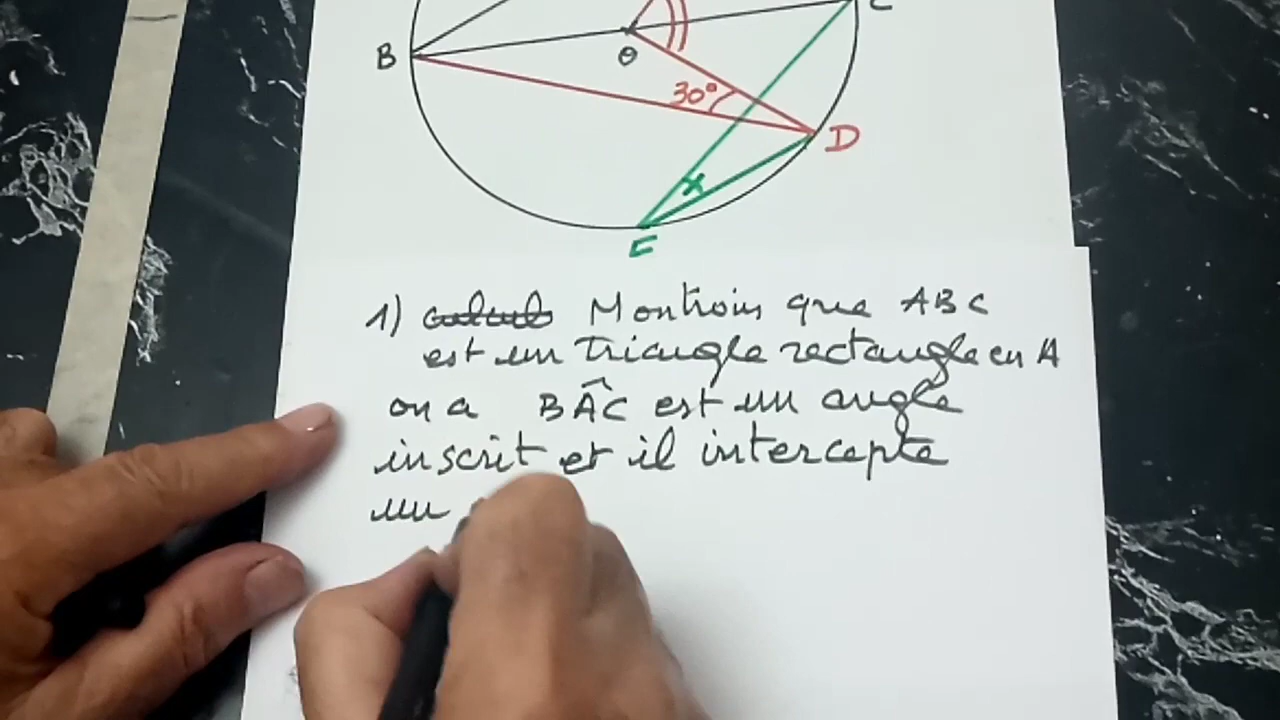 C
B
O
30°
D
x
E
1) calculs Montrons que ABC
est un Triangle rectangle en A
on a BÂC est un angle
inscrit et il intercepte
un